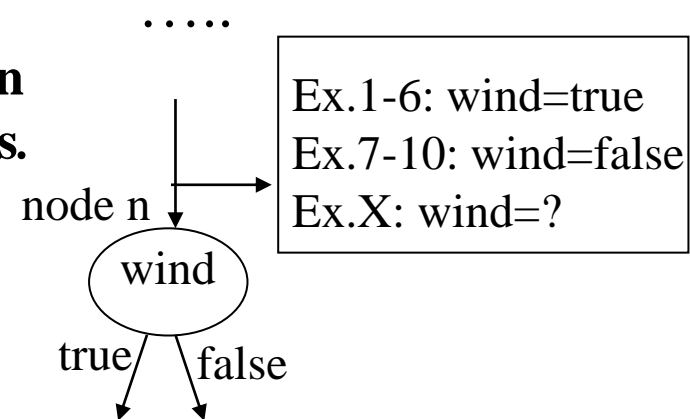 .....
n
s.
Ex.1-6: wind=true
Ex.7-10: wind=false
Ex.X: wind=?
node n
wind
true
false